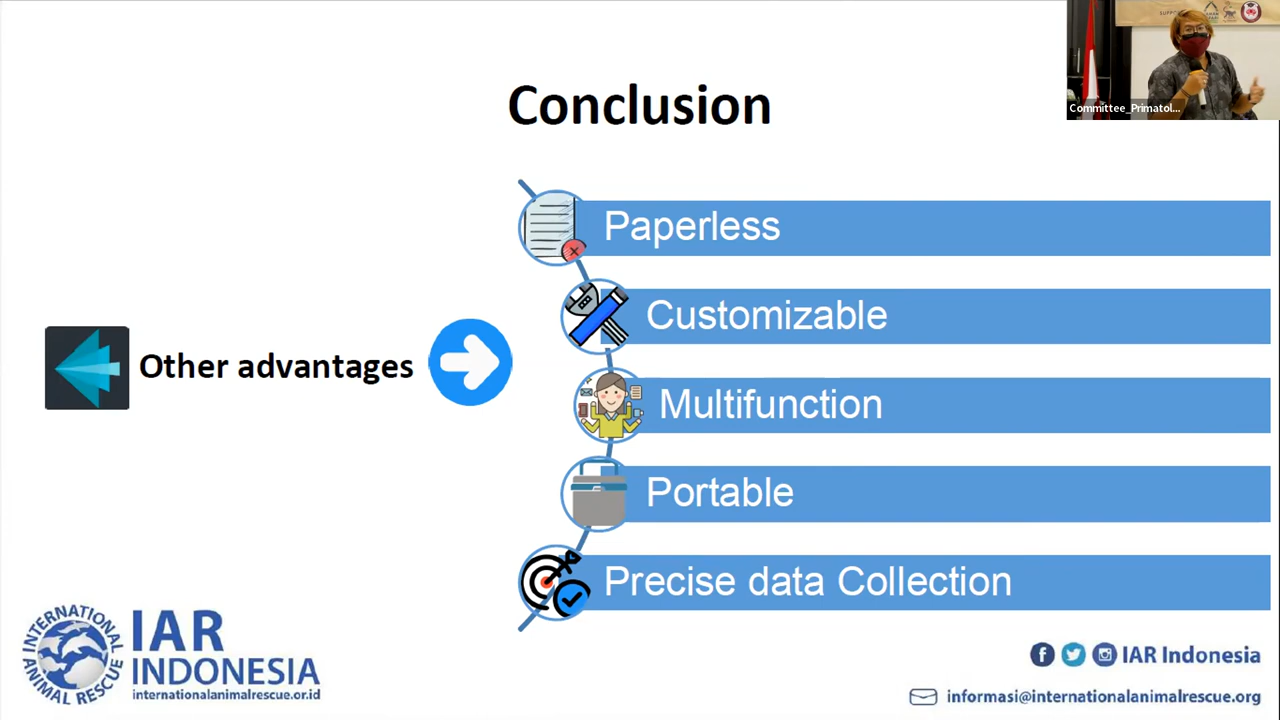 SUPPORT
Committee_Primatol...
Conclusion
Paperless
Customizable
Other advantages
Multifunction
Portable
Precise data Collection
INTERNATIONAL
ANIMAL RESCUE
IAR
INDONESIA
internationalanimalrescue.or.id
IAR Indonesia
informasi@internationalanimalrescue.org